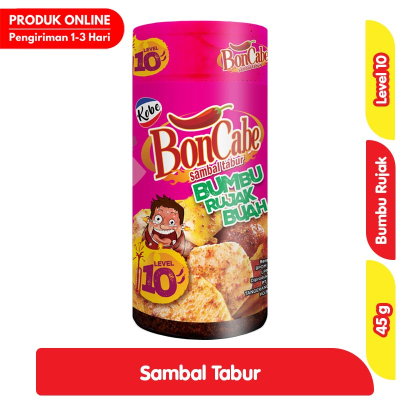 PRODUK ONLINE
Pengiriman 1-3 Hari
LEVEL
10
BonCabe
Kobe
BonCabe
sambal tabur
BUMBU
RUJAK
BUAH
LEVEL
10
Level 10
Bumbu Rujak
45 g
Sambal Tabur